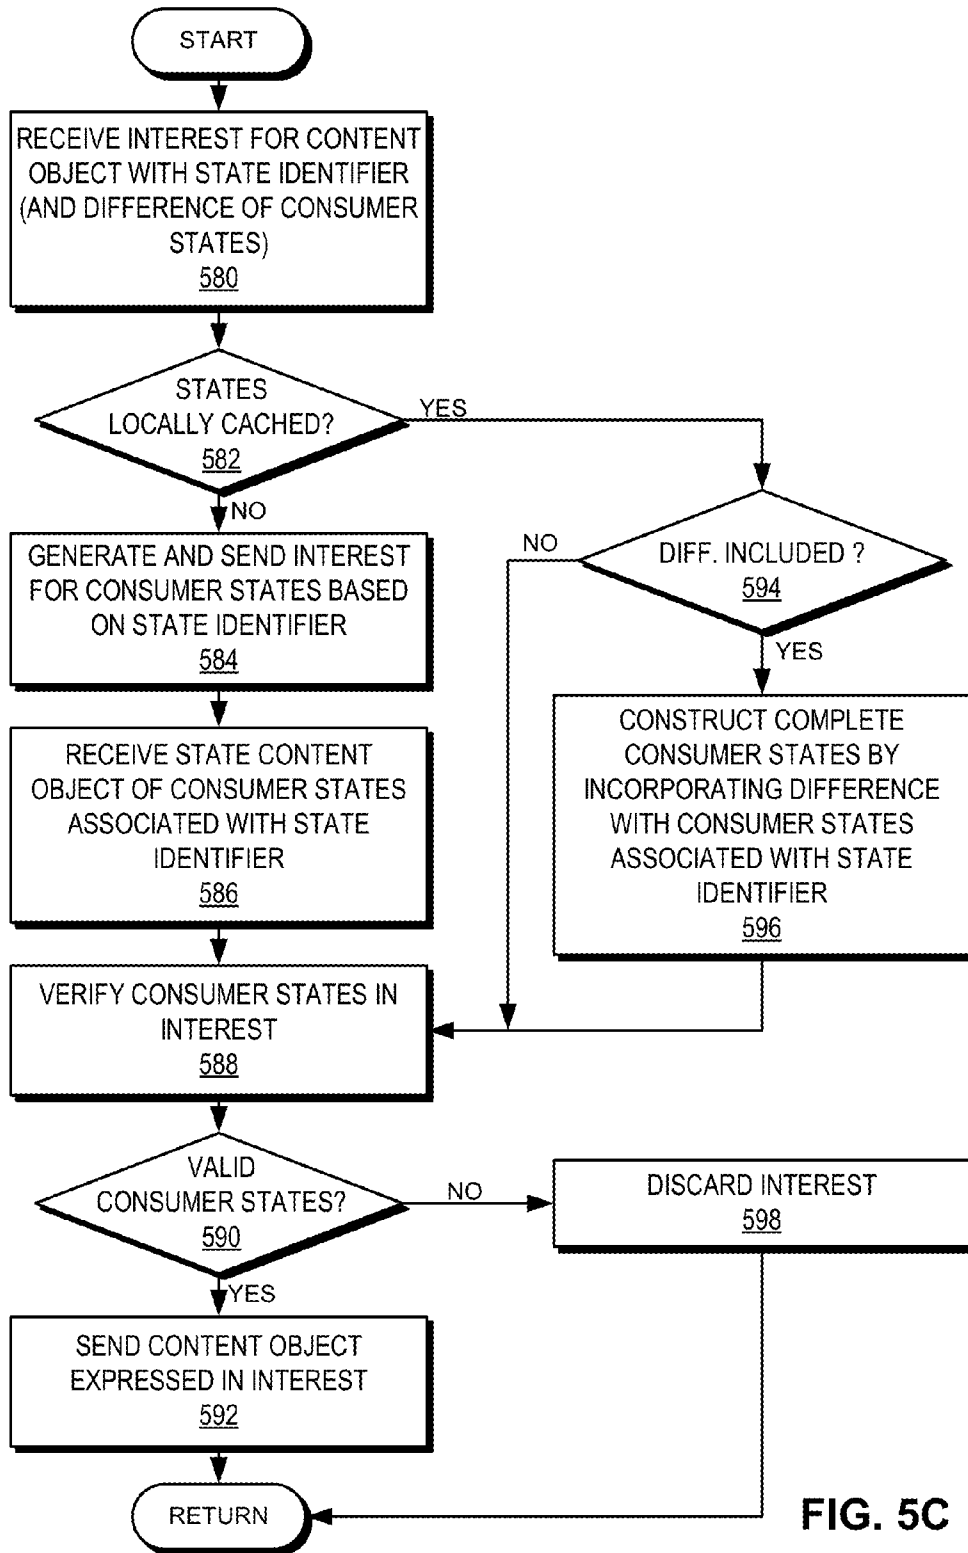 START
RECEIVE INTEREST FOR CONTENT
OBJECT WITH STATE IDENTIFIER
(AND DIFFERENCE OF CONSUMER
STATES)
580
STATES
LOCALLY CACHED?
582
YES
NO
GENERATE AND SEND INTEREST
FOR CONSUMER STATES BASED
ON STATE IDENTIFIER
584
NO
DIFF. INCLUDED ?
594
YES
RECEIVE STATE CONTENT
OBJECT OF CONSUMER STATES
ASSOCIATED WITH STATE
IDENTIFIER
586
CONSTRUCT COMPLETE
CONSUMER STATES BY
INCORPORATING DIFFERENCE
WITH CONSUMER STATES
ASSOCIATED WITH STATE
IDENTIFIER
596
VERIFY CONSUMER STATES IN
INTEREST
588
VALID
CONSUMER STATES?
590
NO
DISCARD INTEREST
598
YES
SEND CONTENT OBJECT
EXPRESSED IN INTEREST
592
RETURN
FIG. 5C